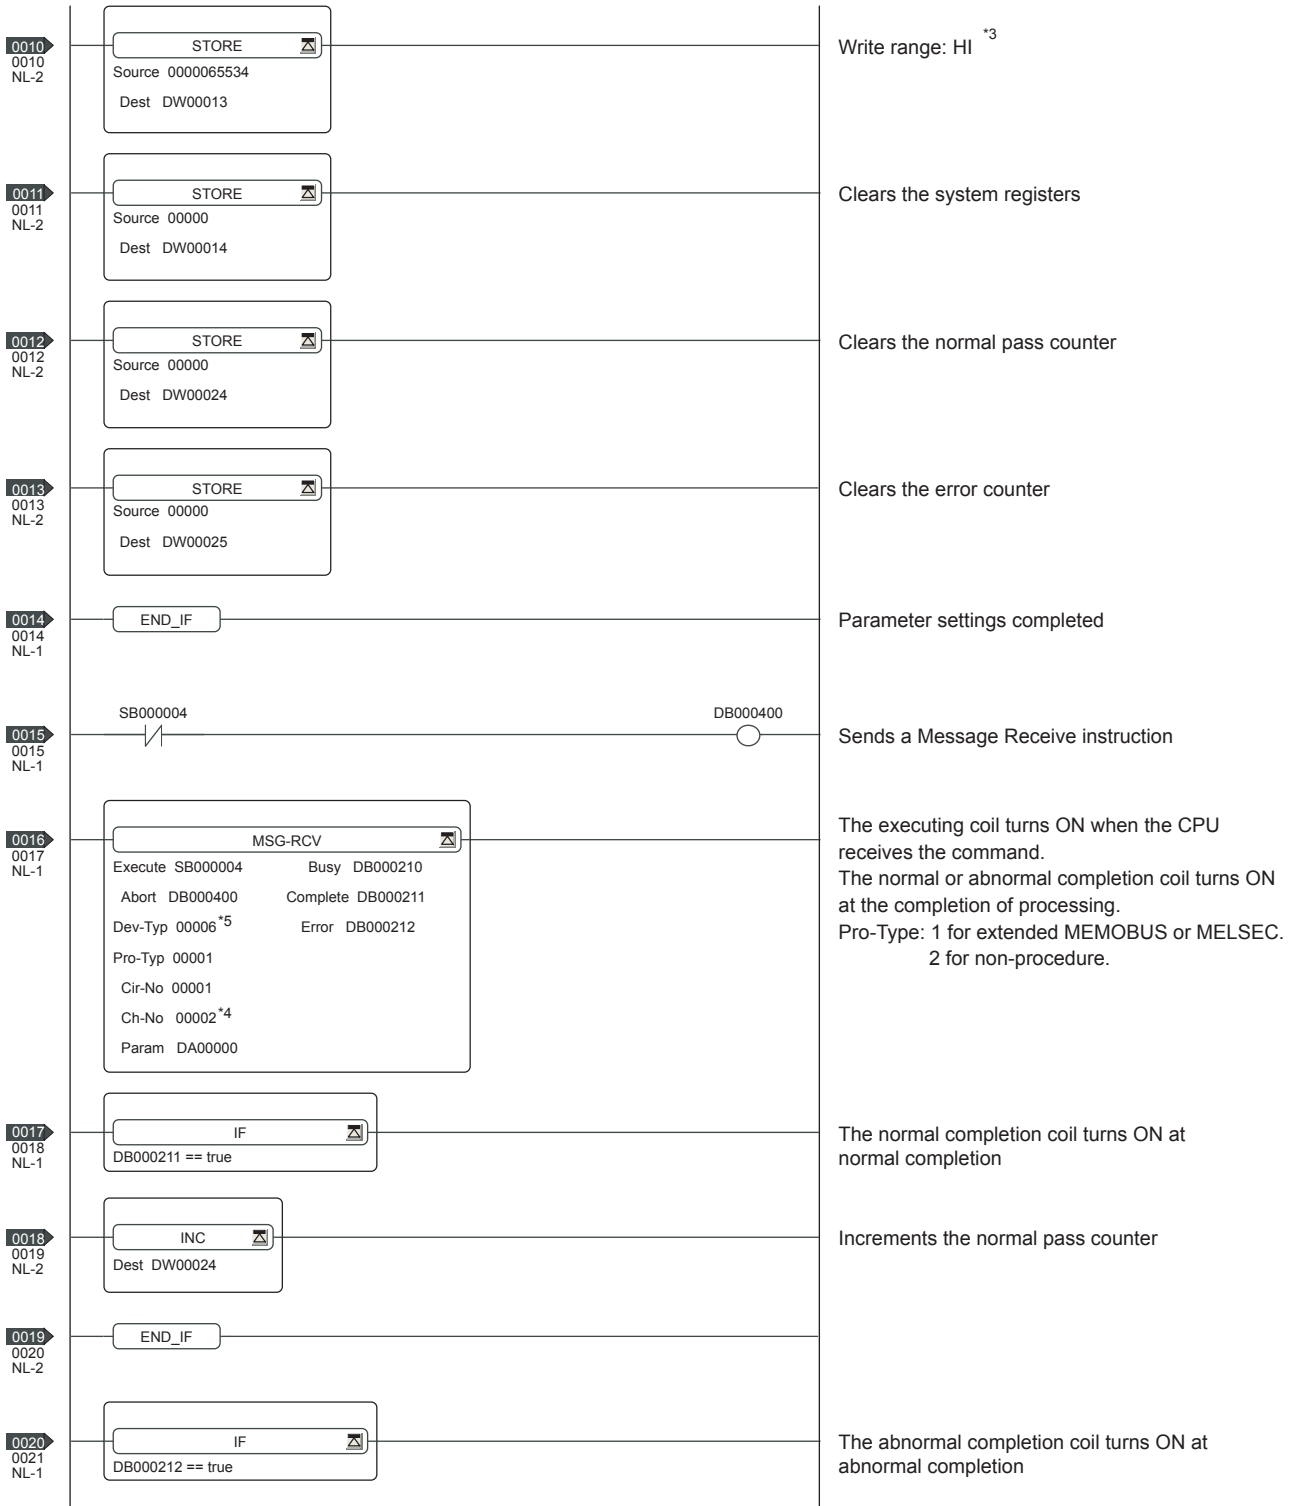 0010
0010
NL-2
STORE
Source 0000065534
Dest DW00013
Write range: HI *3
0011
0011
NL-2
STORE
Source 00000
Dest DW00014
Clears the system registers
0012
0012
NL-2
STORE
Source 00000
Dest DW00024
Clears the normal pass counter
0013
0013
NL-2
STORE
Source 00000
Dest DW00025
Clears the error counter
0014
0014
NL-1
END_IF
Parameter settings completed
0015
0015
NL-1
SB000004 DB000400
Sends a Message Receive instruction
0016
0017
NL-1
MSG-RCV
Execute SB000004 Busy DB000210
Abort DB000400 Complete DB000211
Dev-Typ 00006*5 Error DB000212
Pro-Typ 00001
Cir-No 00001
Ch-No 00002*4
Param DA00000
The executing coil turns ON when the CPU
receives the command.
The normal or abnormal completion coil turns ON
at the completion of processing.
Pro-Type: 1 for extended MEMOBUS or MELSEC.
2 for non-procedure.
0017
0018
NL-1
IF
DB000211 == true
The normal completion coil turns ON at
normal completion
0018
0019
NL-2
INC
Dest DW00024
Increments the normal pass counter
0019
0020
NL-2
END_IF
0020
0021
NL-1
IF
DB000212 == true
The abnormal completion coil turns ON at
abnormal completion